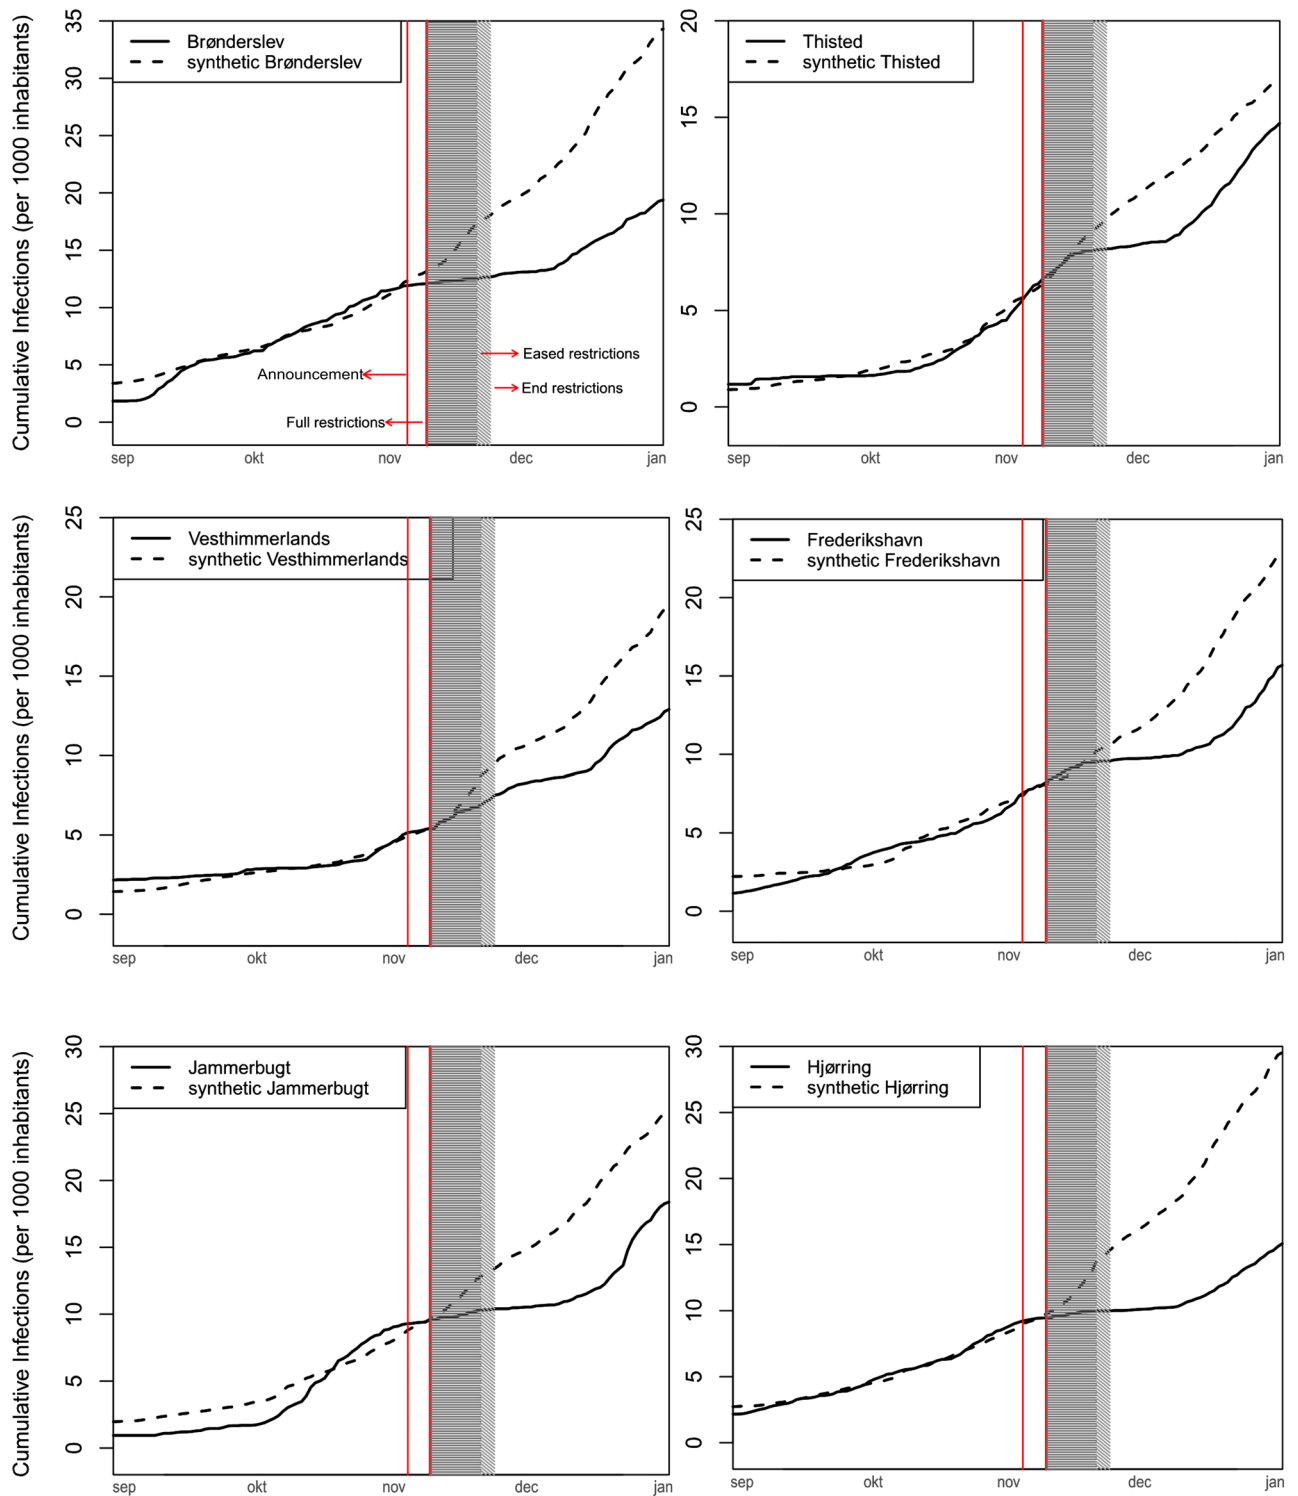 Cumulative Infections (per 1000 inhabitants)
35
30
25
20
15
10
5
0
Brønderslev
synthetic Brønderslev
Announcement
Full restrictions
Eased restrictions
End restrictions
sep okt nov dec jan
20
15
10
5
0
Thisted
synthetic Thisted
sep okt nov dec jan
Cumulative Infections (per 1000 inhabitants)
25
20
15
10
5
0
Vesthimmerlands
synthetic Vesthimmerlands
sep okt nov dec jan
25
20
15
10
5
0
Frederikshavn
synthetic Frederikshavn
sep okt nov dec jan
Cumulative Infections (per 1000 inhabitants)
30
25
20
15
10
5
0
Jammerbugt
synthetic Jammerbugt
sep okt nov dec jan
30
25
20
15
10
5
0
Hjørring
synthetic Hjørring
sep okt nov dec jan